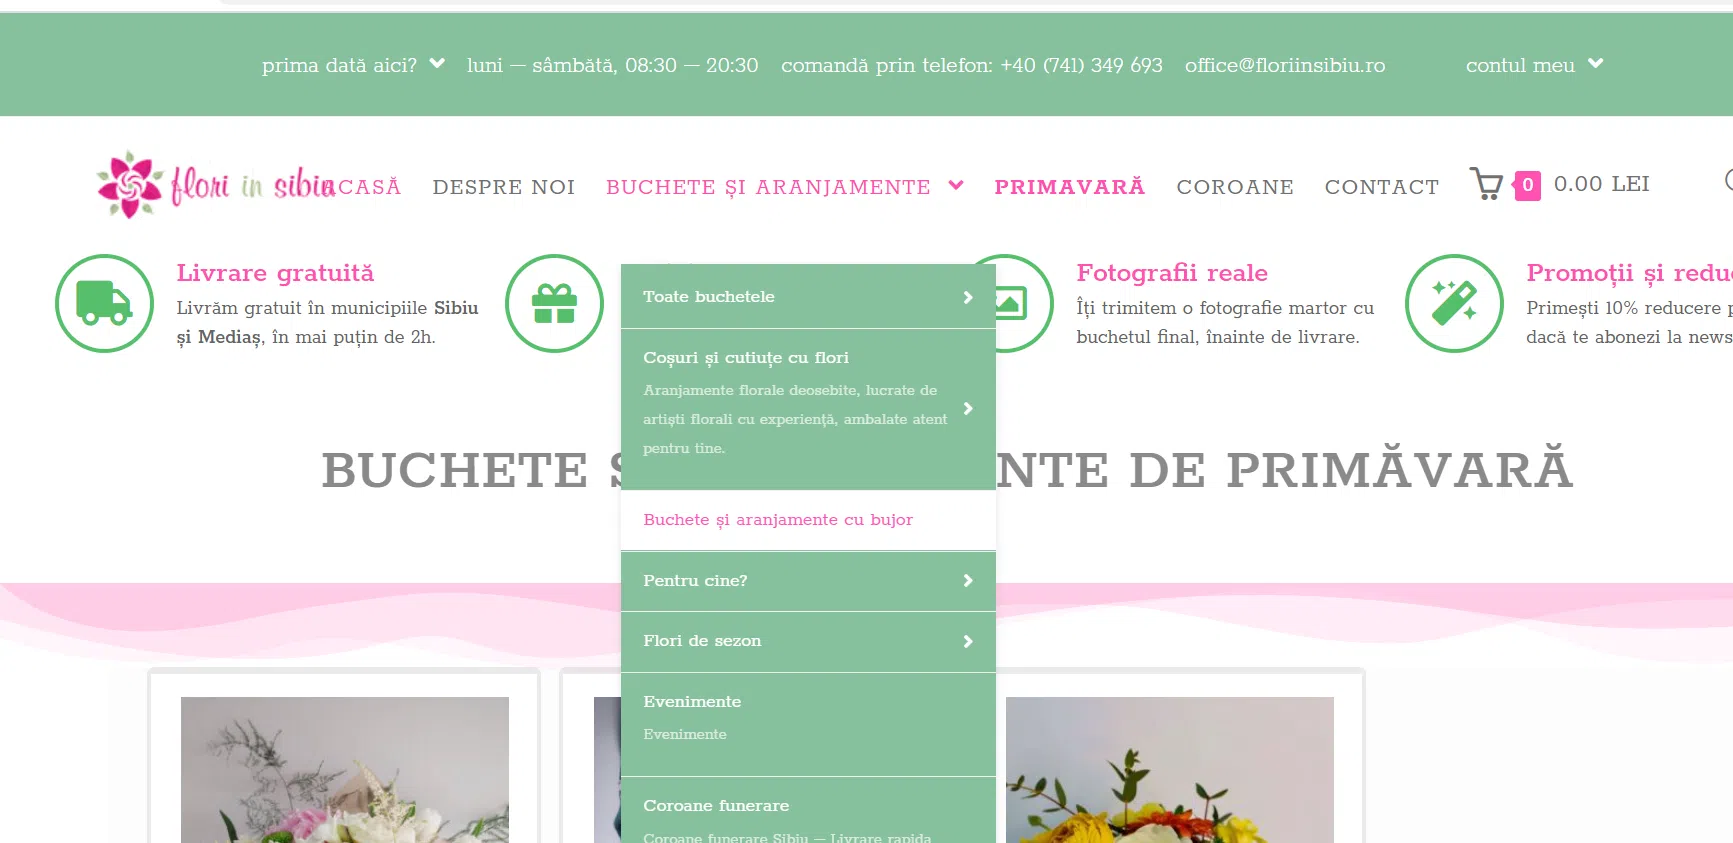 prima dată aici? luni — sâmbătă, 08:30 — 20:30 comandă prin telefon: +40 (741) 349 693 office@floriinsibiu.ro contul meu
flori in sibiu
ACASĂ DESPRE NOI BUCHETE ȘI ARANJAMENTE PRIMAVARĂ COROANE CONTACT 0 0.00 LEI
Livrare gratuită
Livrăm gratuit în municipiile Sibiu
și Mediaș, în mai puțin de 2h.
Toate buchetele
Coșuri și cutiuțe cu flori
Aranjamente florale deosebite, lucrate de
artiști florali cu experiență, ambalate atent
pentru tine.
Buchete și aranjamente cu bujor
Pentru cine?
Flori de sezon
Evenimente
Evenimente
Coroane funerare
Coroane funerare Sibiu — Livrare rapida
Fotografii reale
Îți trimitem o fotografie martor cu
buchetul final, înainte de livrare.
Promoții și redu
Primești 10% reducere p
dacă te abonezi la news
BUCHETE Ș NTE DE PRIMĂVARĂ